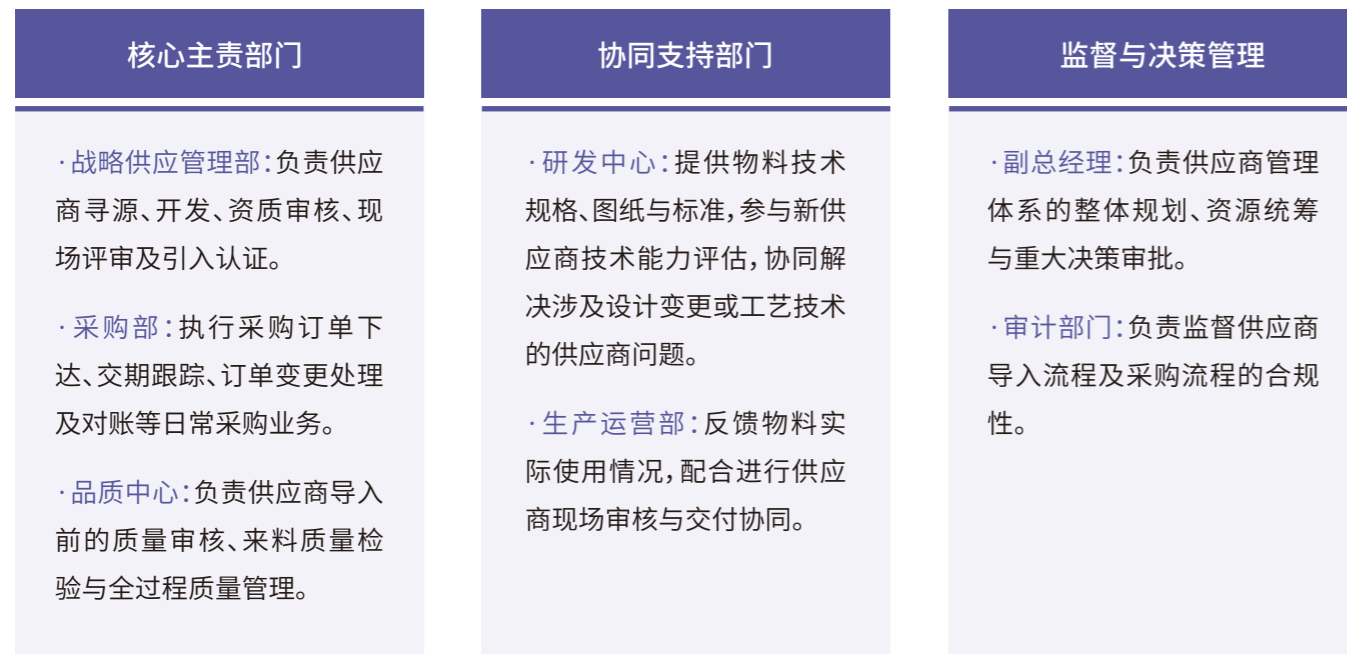 核心主责部门
·战略供应管理部：负责供应
商寻源、开发、资质审核、现
场评审及引入认证。
·采购部：执行采购订单下
达、交期跟踪、订单变更处理
及对账等日常采购业务。
·品质中心：负责供应商导入
前的质量审核、来料质量检
验与全过程质量管理。
协同支持部门
·研发中心：提供物料技术
规格、图纸与标准，参与新供
应商技术能力评估，协同解
决涉及设计变更或工艺技术
的供应商问题。
·生产运营部：反馈物料实
际使用情况，配合进行供应
商现场审核与交付协同。
监督与决策管理
·副总经理：负责供应商管理
体系的整体规划、资源统筹
与重大决策审批。
·审计部门：负责监督供应商
导入流程及采购流程的合规
性。